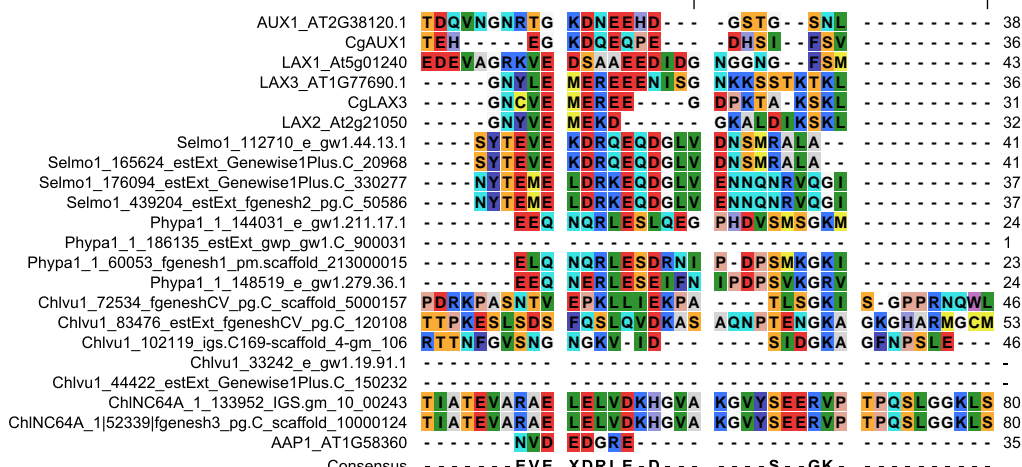 AUX1_AT2G38120.1 TDQVNGNRTG KDNEEHD--- -GSTG--SNL ---------- 38
CgAUX1 TEH-----EG KDQEQPE--- -DHSI--FSV ---------- 36
LAX1_At5g01240 EDEVAGRKVE DSAAEEDIDG NGGNG--FSM ---------- 43
LAX3_AT1G77690.1 -----GNYLE MEREEENISG NKKSSTKTKL ---------- 36
CgLAX3 -----GNCVE MEREE----G DPKTA-KSKL ---------- 31
LAX2_At2g21050 -----GNYVE MEKD------ GKALDIKSKL ---------- 32
Selmo1_112710_e_gw1.44.13.1 ----SYTEVE KDRQEQDGLV DNSMRALA-- ---------- 41
Selmo1_165624_estExt_Genewise1Plus.C_20968 ----SYTEVE KDRQEQDGLV DNSMRALA-- ---------- 41
Selmo1_176094_estExt_Genewise1Plus.C_330277 ----NYTEME LDRKEQDGLV ENNQNRVQGI ---------- 37
Selmo1_439204_estExt_fgenesh2_pg.C_50586 ----NYTEME LDRKEQDGLV ENNQNRVQGI ---------- 37
Phypa1_1_144031_e_gw1.211.17.1 -------EEQ NQRLESLQEG PHDVSMSGKM ---------- 24
Phypa1_1_186135_estExt_gwp_gw1.C_900031 ---------- ---------- ---------- ---------- 1
Phypa1_1_60053_fgenesh1_pm.scaffold_213000015 -------ELQ NQRLESDRNI P-DPSMKGKI ---------- 23
Phypa1_1_148519_e_gw1.279.36.1 -------EEQ NQRLESEIFN IPDPSVKGRV ---------- 24
Chlvu1_72534_fgeneshCV_pg.C_scaffold_5000157 PDRKPASNTV EPKLLIEKPA ----TLSGKI S-GPPRNQWL 46
Chlvu1_83476_estExt_fgeneshCV_pg.C_120108 TTPKESLSDS FQSLQVDKAS AQNPTENGKA GKGHARMGCM 53
Chlvu1_102119_igs.C169-scaffold_4-gm_106 RTTNFGVSNG NGKV-ID--- ----SIDGKA GFNPSLE--- 46
Chlvu1_33242_e_gw1.19.91.1 ---------- ---------- ---------- ---------- -
Chlvu1_44422_estExt_Genewise1Plus.C_150232 ---------- ---------- ---------- ---------- -
ChlNC64A_1_133952_IGS.gm_10_00243 TIATEVARAE LELVDKHGVA KGVYSEERVP TPQSLGGKLS 80
ChlNC64A_1|52339|fgenesh3_pg.C_scaffold_10000124 TIATEVARAE LELVDKHGVA KGVYSEERVP TPQSLGGKLS 80
AAP1_AT1G58360 -------NVD EDGRE----- ---------- ---------- 35
Consensus -------EVE XDRLE-D--- ----S--GK- ----------